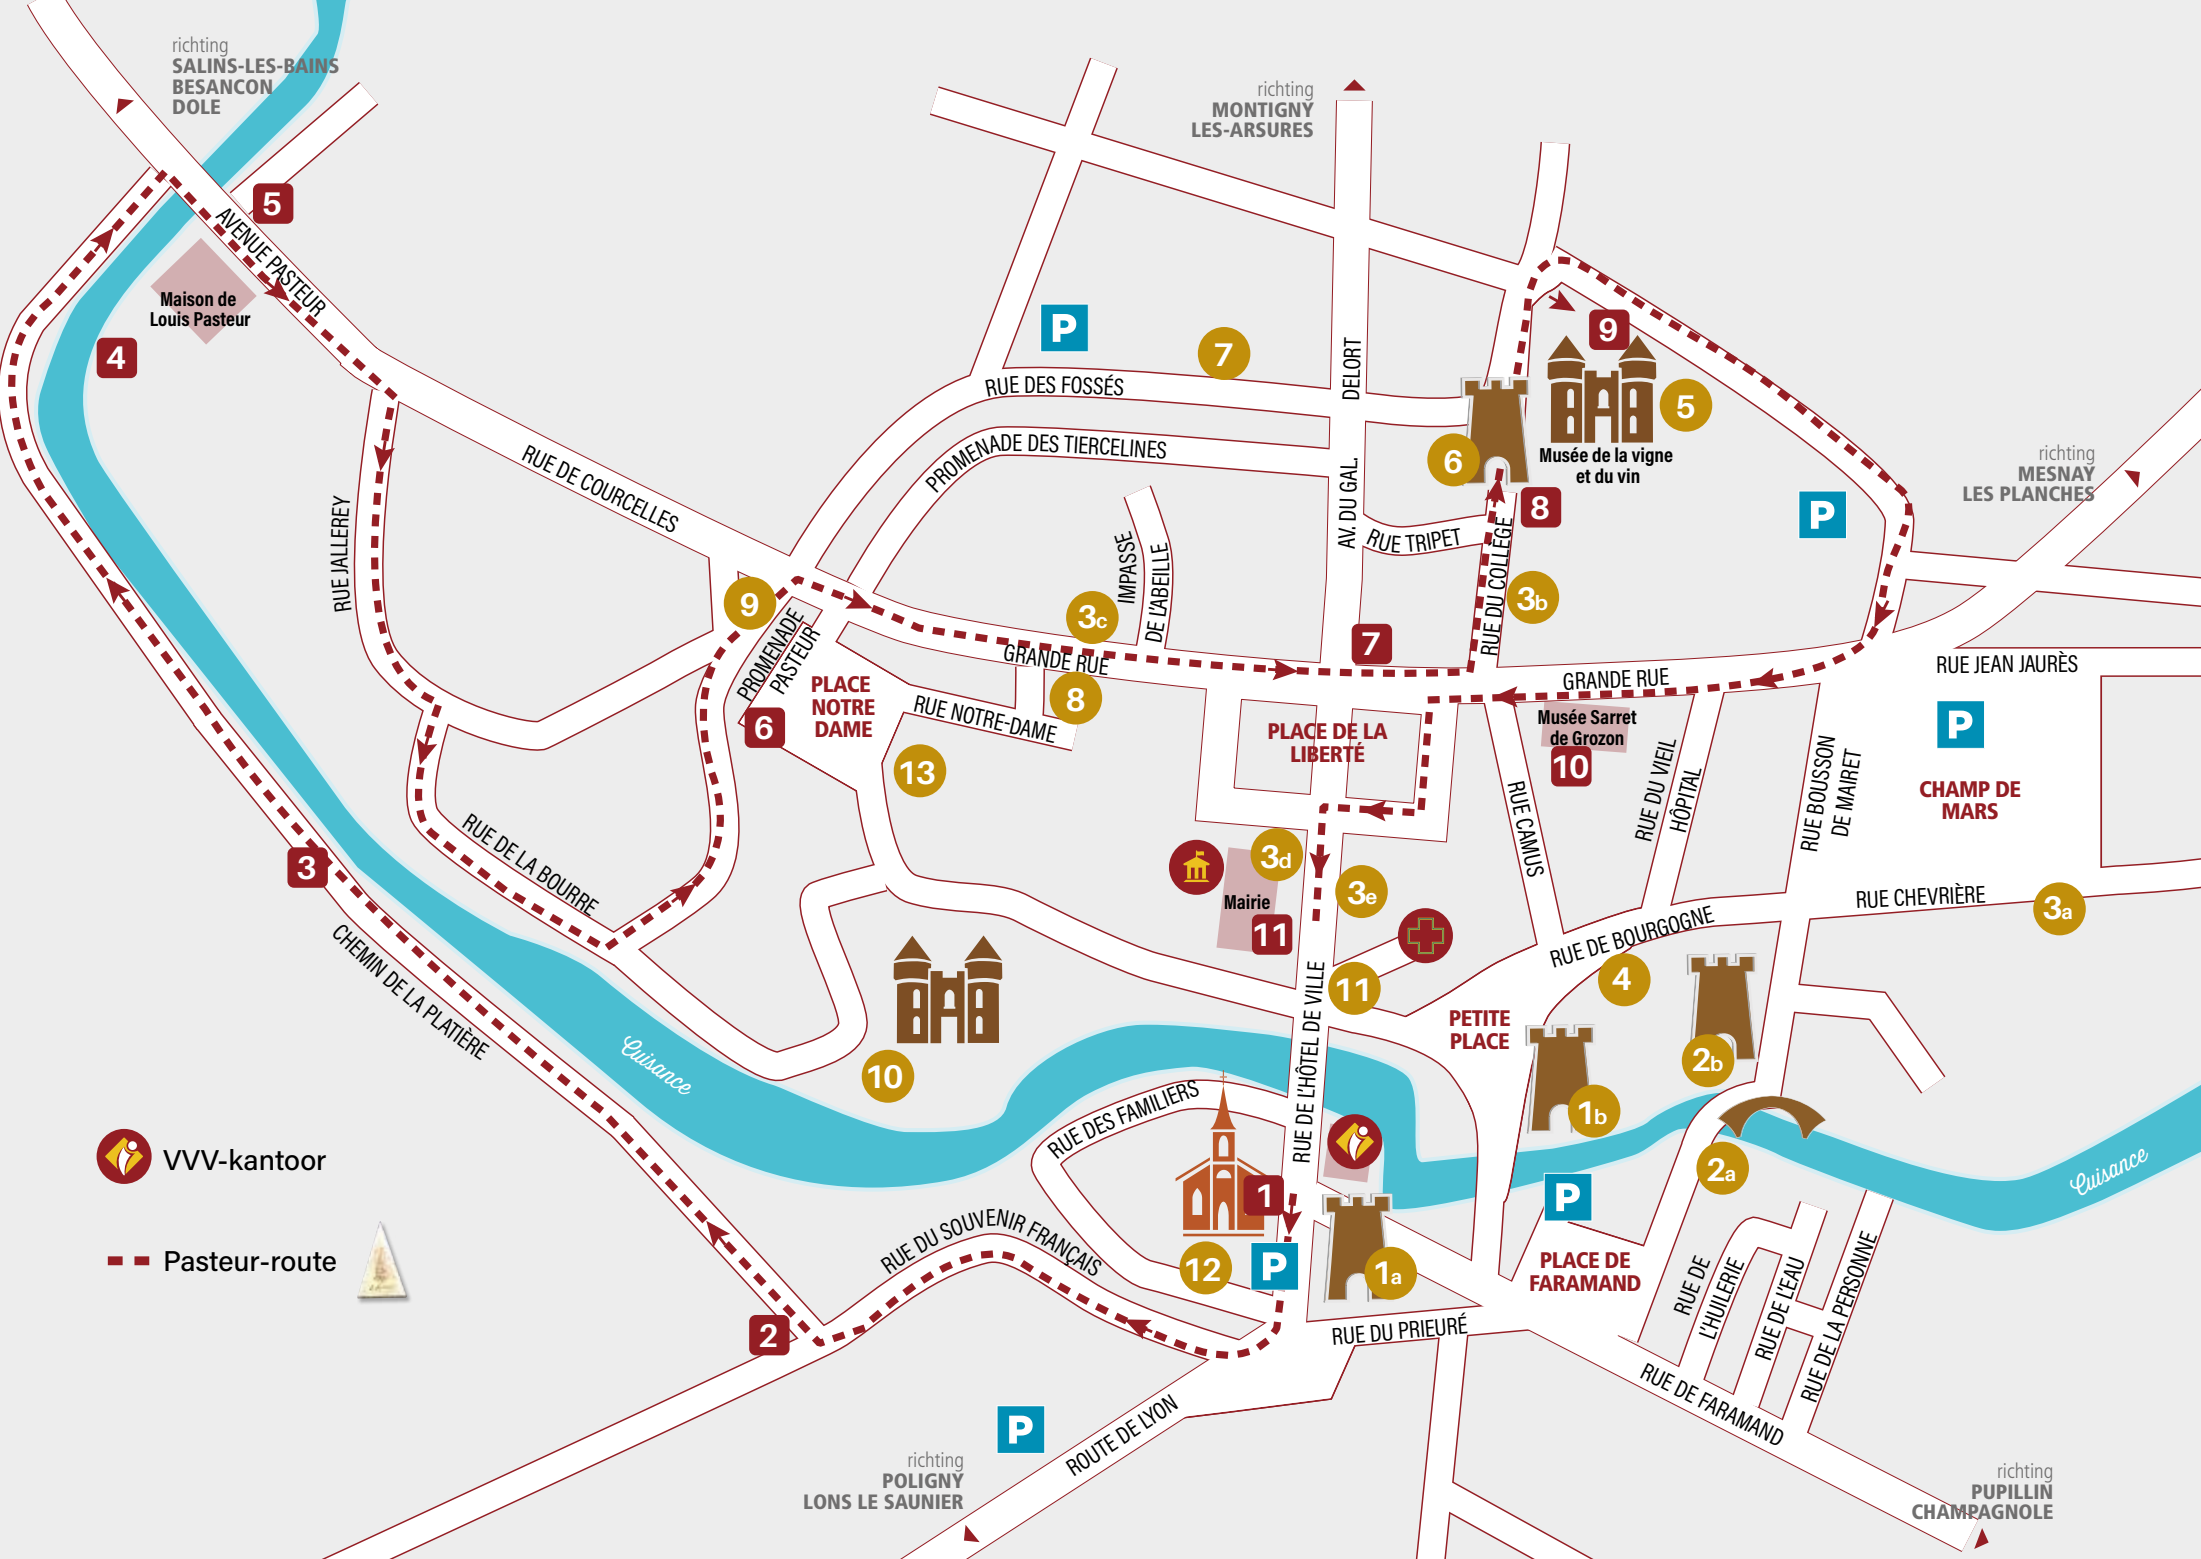 richting
SALINS-LES-BAINS
BESANCON
DOLE
richting
MONTIGNY
LES-ARSURES
5
AVENUE PASTEUR
Maison de
Louis Pasteur
4
P
7
RUE DES FOSSÉS
DELORT
9
5
Musée de la vigne
et du vin
6
8
richting
MESNAY
LES PLANCHES
P
PROMENADE DES TIERCELINES
RUE DE COURCELLES
RUE JALLEREY
IMPASSE
DE L'ABEILLE
AV. DU GAL.
RUE TRIPET
RUE DU COLLÈGE
3b
9
3c
7
GRANDE RUE
8
PROMENADE
PASTEUR
PLACE
NOTRE
DAME
6
RUE NOTRE-DAME
13
PLACE DE LA
LIBERTÉ
GRANDE RUE
Musée Sarret
de Grozon
10
RUE JEAN JAURÈS
P
CHAMP DE
MARS
RUE CAMUS
RUE DU VIEIL
HÔPITAL
RUE BOUSSON
DE MAIRET
RUE CHEVRIÈRE
3a
3
RUE DE LA BOURRE
CHEMIN DE LA PLATIÈRE
3d
Mairie
11
3e
11
RUE DE BOURGOGNE
4
PETITE
PLACE
2b
1b
2a
10
Cuisance
RUE DE L'HÔTEL DE VILLE
RUE DES FAMILIERS
1
12
P
1a
P
PLACE DE
FARAMAND
Cuisance
VVV-kantoor
Pasteur-route
RUE DU SOUVENIR FRANÇAIS
2
RUE DU PRIEURÉ
RUE DE
L'HUILERIE
RUE DE L'EAU
RUE DE LA PERSONNE
RUE DE FARAMAND
P
ROUTE DE LYON
richting
POLIGNY
LONS LE SAUNIER
richting
PUPILLIN
CHAMPAGNOLE